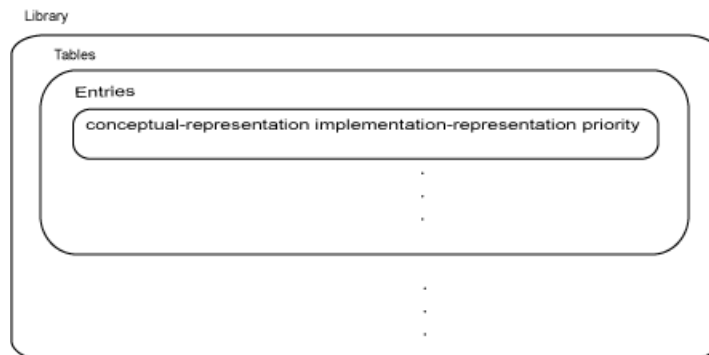 Library
Tables
Entries
conceptual-representation implementation-representation priority